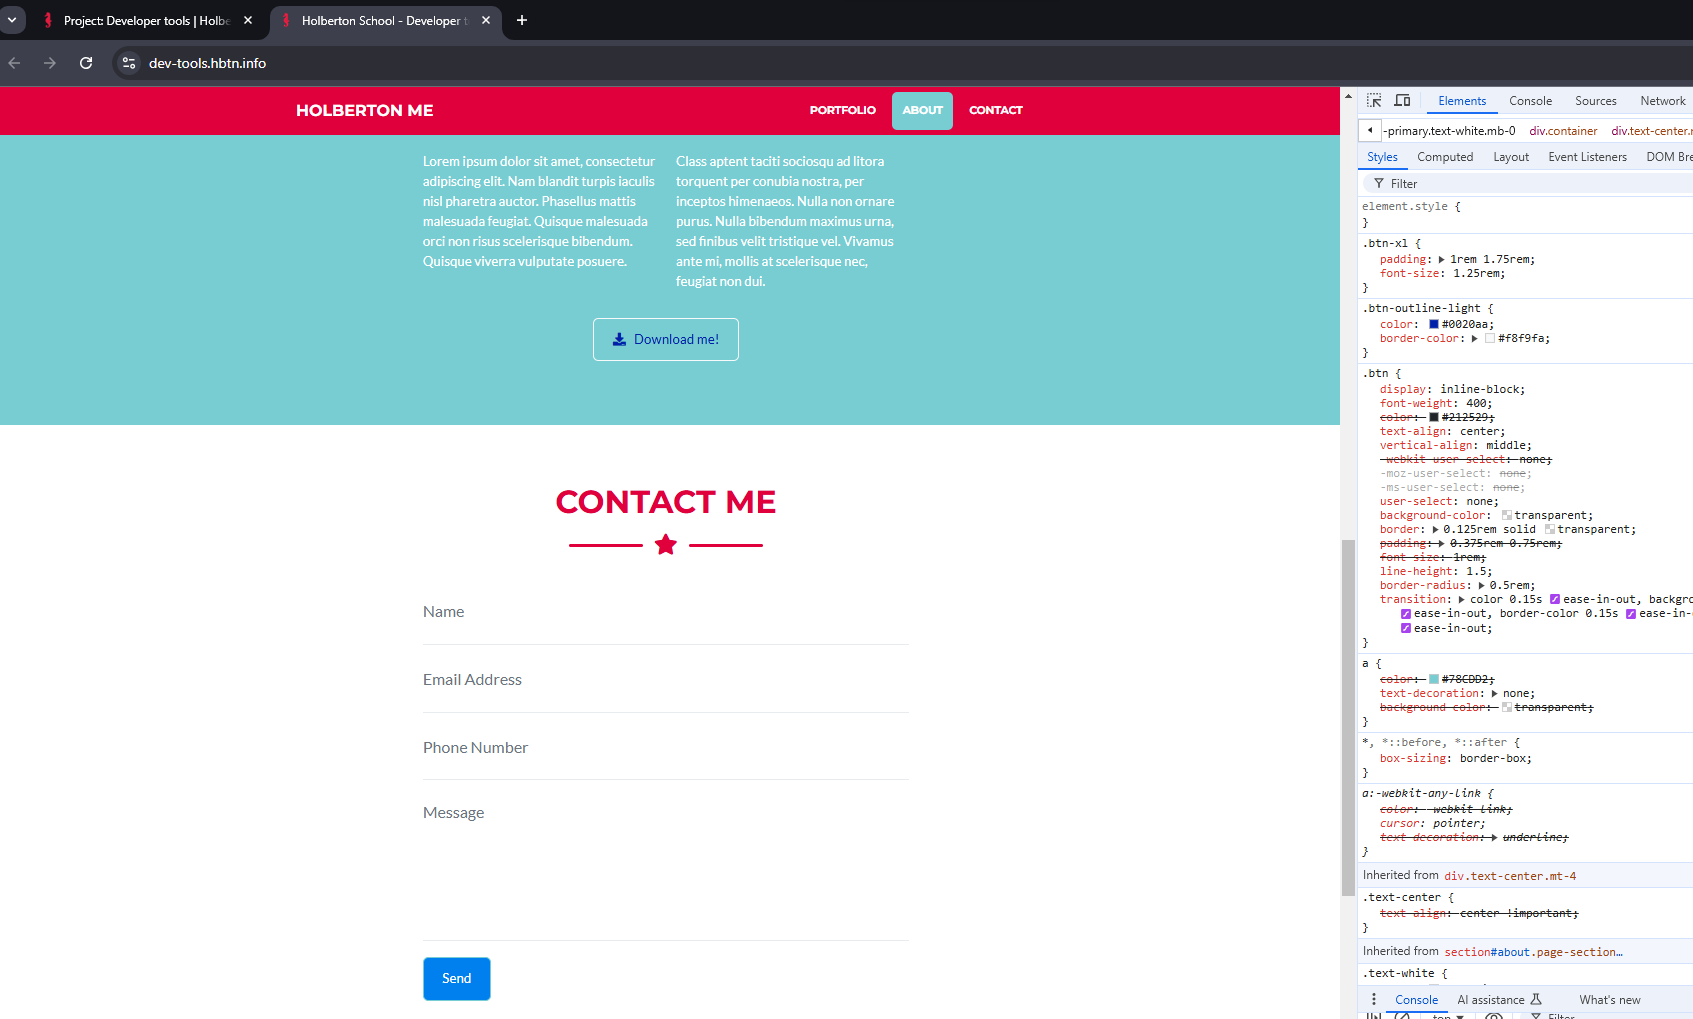 Project: Developer tools | Holbe
Holberton School - Developer t
dev-tools.hbtn.info
HOLBERTON ME
PORTFOLIO
ABOUT
CONTACT
Lorem ipsum dolor sit amet, consectetur
adipiscing elit. Nam blandit turpis iaculis
nisl pharetra auctor. Phasellus mattis
malesuada feugiat. Quisque malesuada
orci non risus scelerisque bibendum.
Quisque viverra vulputate posuere.
Class aptent taciti sociosqu ad litora
torquent per conubia nostra, per
inceptos himenaeos. Nulla non ornare
purus. Nulla bibendum maximus urna,
sed finibus velit tristique vel. Vivamus
ante mi, mollis at scelerisque nec,
feugiat non dui.
Download me!
CONTACT ME
Name
Email Address
Phone Number
Message
Send
Elements Console Sources Network
-primary.text-white.mb-0 div.container div.text-center.
Styles Computed Layout Event Listeners DOM Bre
Filter
element.style {
}
.btn-xl {
padding: 1rem 1.75rem;
font-size: 1.25rem;
}
.btn-outline-light {
color: #0020aa;
border-color: #f8f9fa;
}
.btn {
display: inline-block;
font-weight: 400;
color: #212529;
text-align: center;
vertical-align: middle;
-webkit-user-select: none;
-moz-user-select: none;
-ms-user-select: none;
user-select: none;
background-color: transparent;
border: 0.125rem solid transparent;
padding: 0.375rem 0.75rem;
font-size: 1rem;
line-height: 1.5;
border-radius: 0.5rem;
transition: color 0.15s ease-in-out, backgro
ease-in-out, border-color 0.15s ease-in-
ease-in-out;
}
a {
color: #78CDD2;
text-decoration: none;
background-color: transparent;
}
*, *::before, *::after {
box-sizing: border-box;
}
a:-webkit-any-link {
color: -webkit-link;
cursor: pointer;
text-decoration: underline;
}
Inherited from div.text-center.mt-4
.text-center {
text-align: center !important;
}
Inherited from section#about.page-section…
.text-white {
Console AI assistance What's new
top Filter